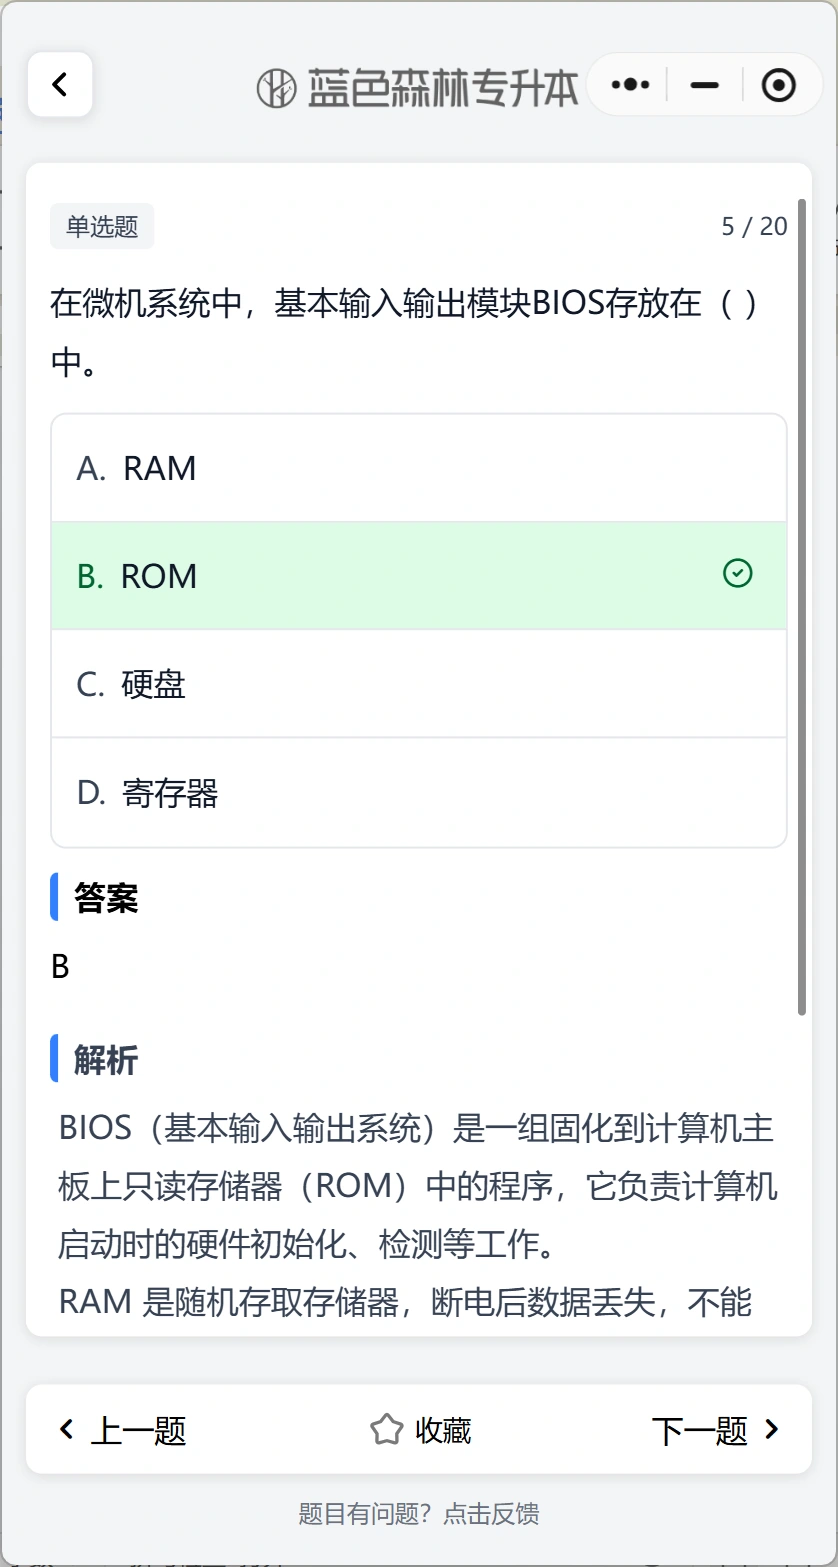 蓝色森林专升本
单选题
5 / 20
在微机系统中，基本输入输出模块BIOS存放在（ ）
中。
A. RAM
B. ROM
C. 硬盘
D. 寄存器
答案
B
解析
BIOS（基本输入输出系统）是一组固化到计算机主
板上只读存储器（ROM）中的程序，它负责计算机
启动时的硬件初始化、检测等工作。
RAM 是随机存取存储器，断电后数据丢失，不能
上一题
收藏
下一题
题目有问题？点击反馈